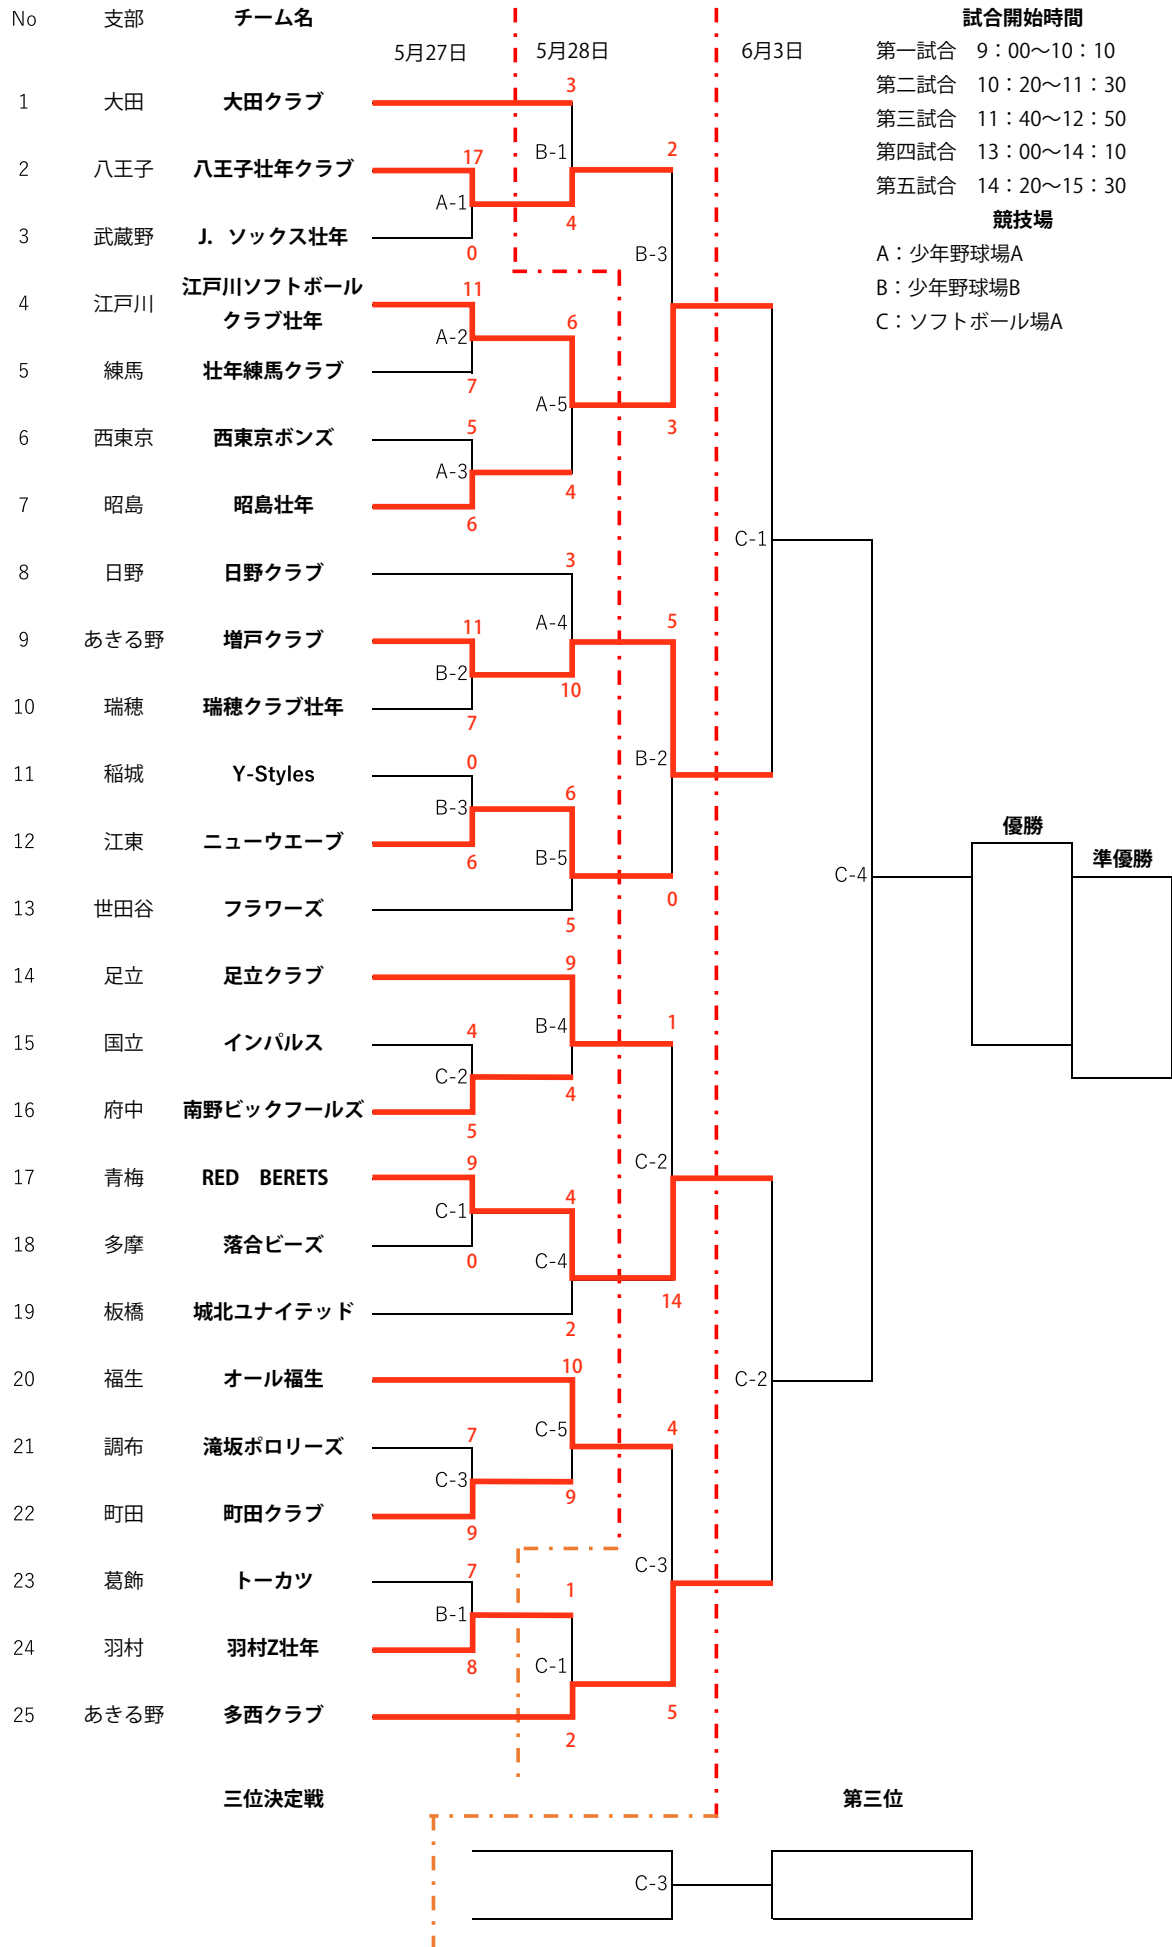 No 支部 チーム名
5月27日 5月28日 6月3日
試合開始時間
第一試合 9：00～10：10
第二試合 10：20～11：30
第三試合 11：40～12：50
第四試合 13：00～14：10
第五試合 14：20～15：30
競技場
A：少年野球場A
B：少年野球場B
C：ソフトボール場A
1 大田 大田クラブ
2 八王子 八王子壮年クラブ
3 武蔵野 J．ソックス壮年
4 江戸川 江戸川ソフトボール
クラブ壮年
5 練馬 壮年練馬クラブ
6 西東京 西東京ボンズ
7 昭島 昭島壮年
8 日野 日野クラブ
9 あきる野 増戸クラブ
10 瑞穂 瑞穂クラブ壮年
11 稲城 Y-Styles
12 江東 ニューウエーブ
13 世田谷 フラワーズ
14 足立 足立クラブ
15 国立 インパルス
16 府中 南野ビックフールズ
17 青梅 RED　BERETS
18 多摩 落合ビーズ
19 板橋 城北ユナイテッド
20 福生 オール福生
21 調布 滝坂ポロリーズ
22 町田 町田クラブ
23 葛飾 トーカツ
24 羽村 羽村Z壮年
25 あきる野 多西クラブ
17
A-1
0
11
A-2
7
5
A-3
6
11
B-2
7
0
B-3
6
4
C-2
5
9
C-1
0
7
C-3
9
7
B-1
8
3
B-1
4
6
A-5
4
3
A-4
10
6
B-5
5
9
B-4
4
4
C-4
2
10
C-5
9
1
C-1
2
2
B-3
3
5
B-2
0
1
C-2
14
4
C-3
5
C-1
C-2
C-4
優勝
準優勝
三位決定戦
第三位
C-3